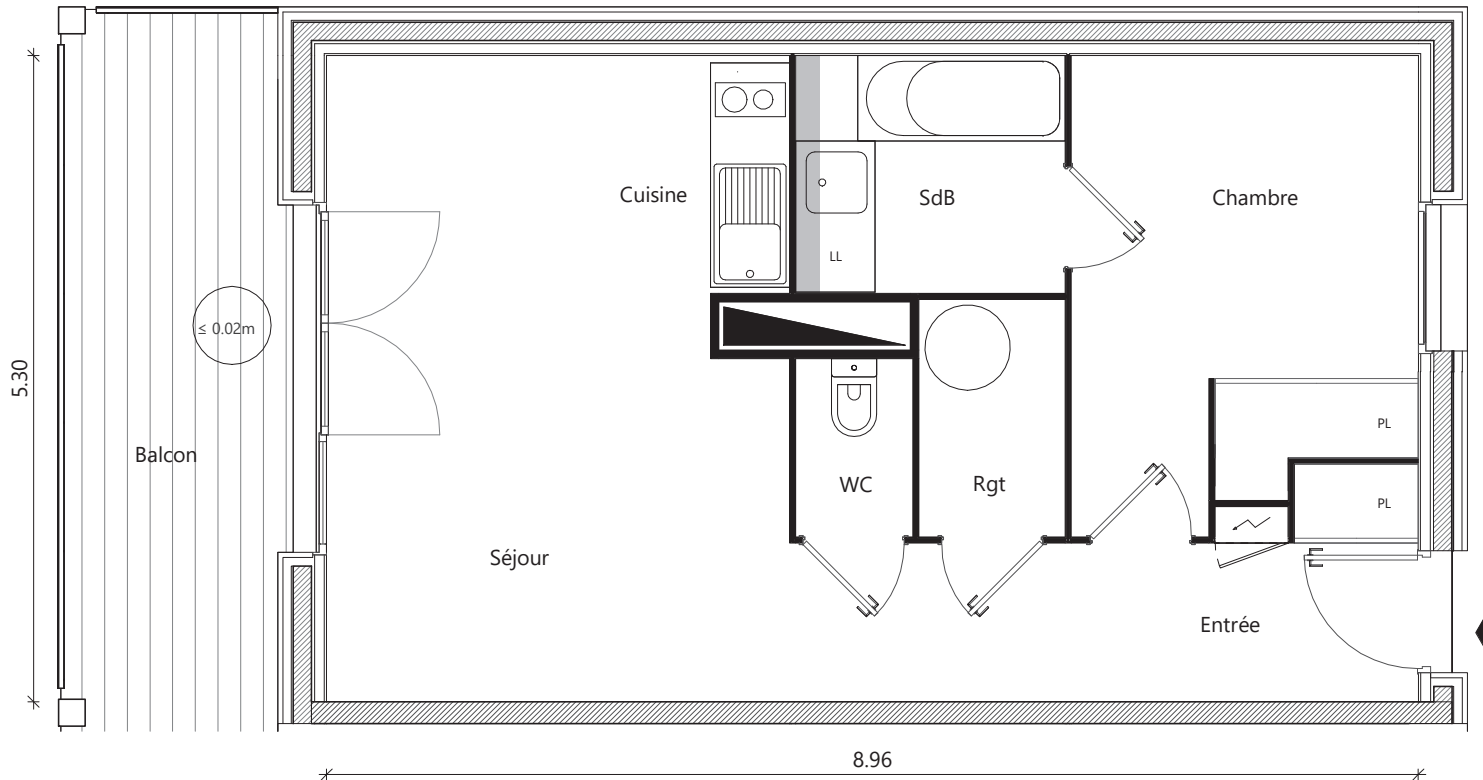 Cuisine
SdB
Chambre
LL
≤ 0.02m
5.30
Balcon
PL
WC
Rgt
PL
Séjour
Entrée
8.96